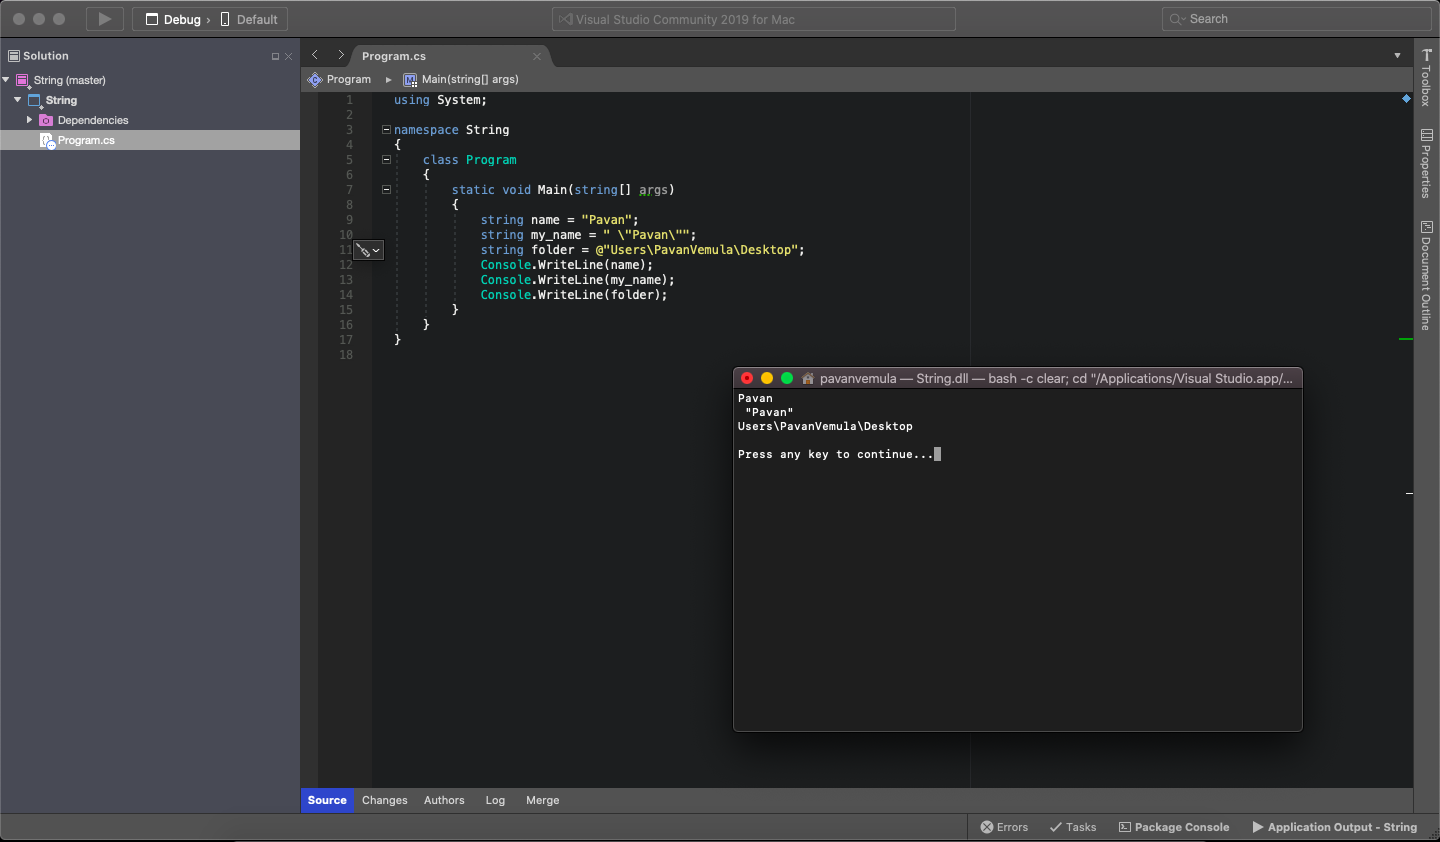 Debug › Default
Visual Studio Community 2019 for Mac
Search
Solution
String (master)
String
Dependencies
Program.cs
Program.cs
Program
Main(string[] args)
1 using System;
2
3 namespace String
4 {
5 class Program
6 {
7 static void Main(string[] args)
8 {
9 string name = "Pavan";
10 string my_name = " \"Pavan\"";
11 string folder = @"Users\PavanVemula\Desktop";
12 Console.WriteLine(name);
13 Console.WriteLine(my_name);
14 Console.WriteLine(folder);
15 }
16 }
17 }
18
pavanvemula — String.dll — bash -c clear; cd "/Applications/Visual Studio.app/...
Pavan
 "Pavan"
Users\PavanVemula\Desktop
Press any key to continue...
Toolbox
Properties
Document Outline
Source Changes Authors Log Merge
Errors Tasks Package Console Application Output - String